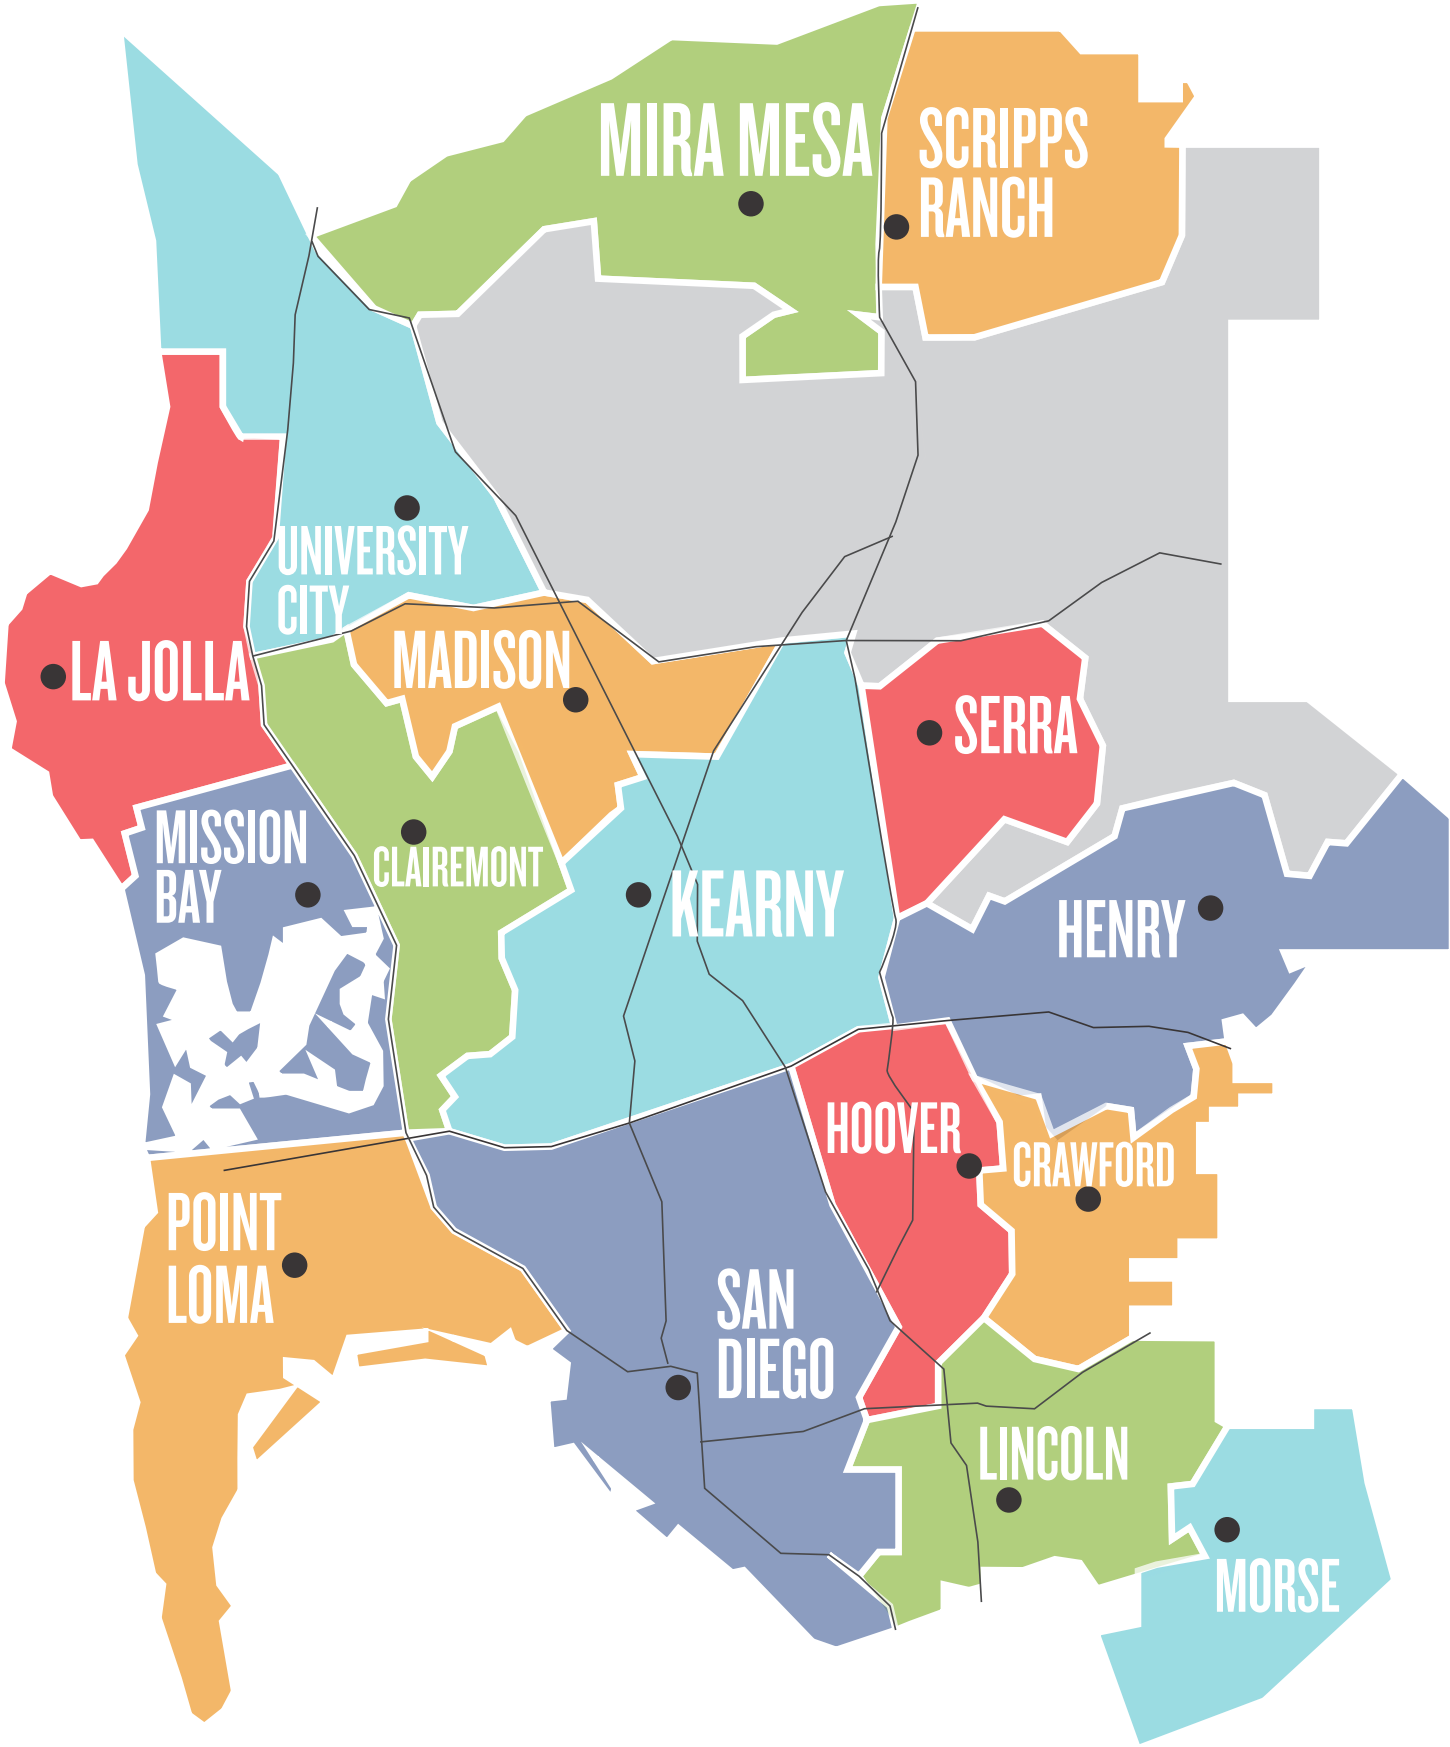 MIRA MESA
SCRIPPS
RANCH
UNIVERSITY
CITY
LA JOLLA
MADISON
SERRA
MISSION
BAY
CLAIREMONT
KEARNY
HENRY
HOOVER
CRAWFORD
POINT
LOMA
SAN
DIEGO
LINCOLN
MORSE